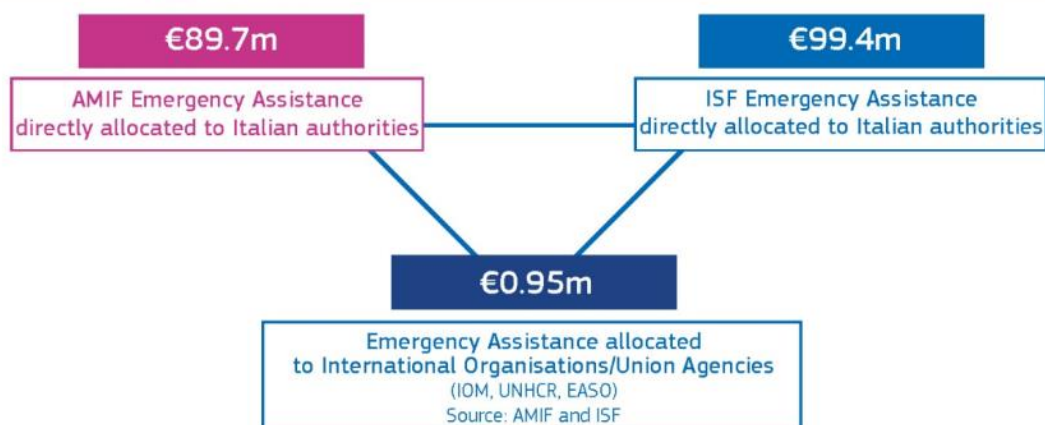 €89.7m
AMIF Emergency Assistance
directly allocated to Italian authorities
€99.4m
ISF Emergency Assistance
directly allocated to Italian authorities
€0.95m
Emergency Assistance allocated
to International Organisations/Union Agencies
(IOM, UNHCR, EASO)
Source: AMIF and ISF